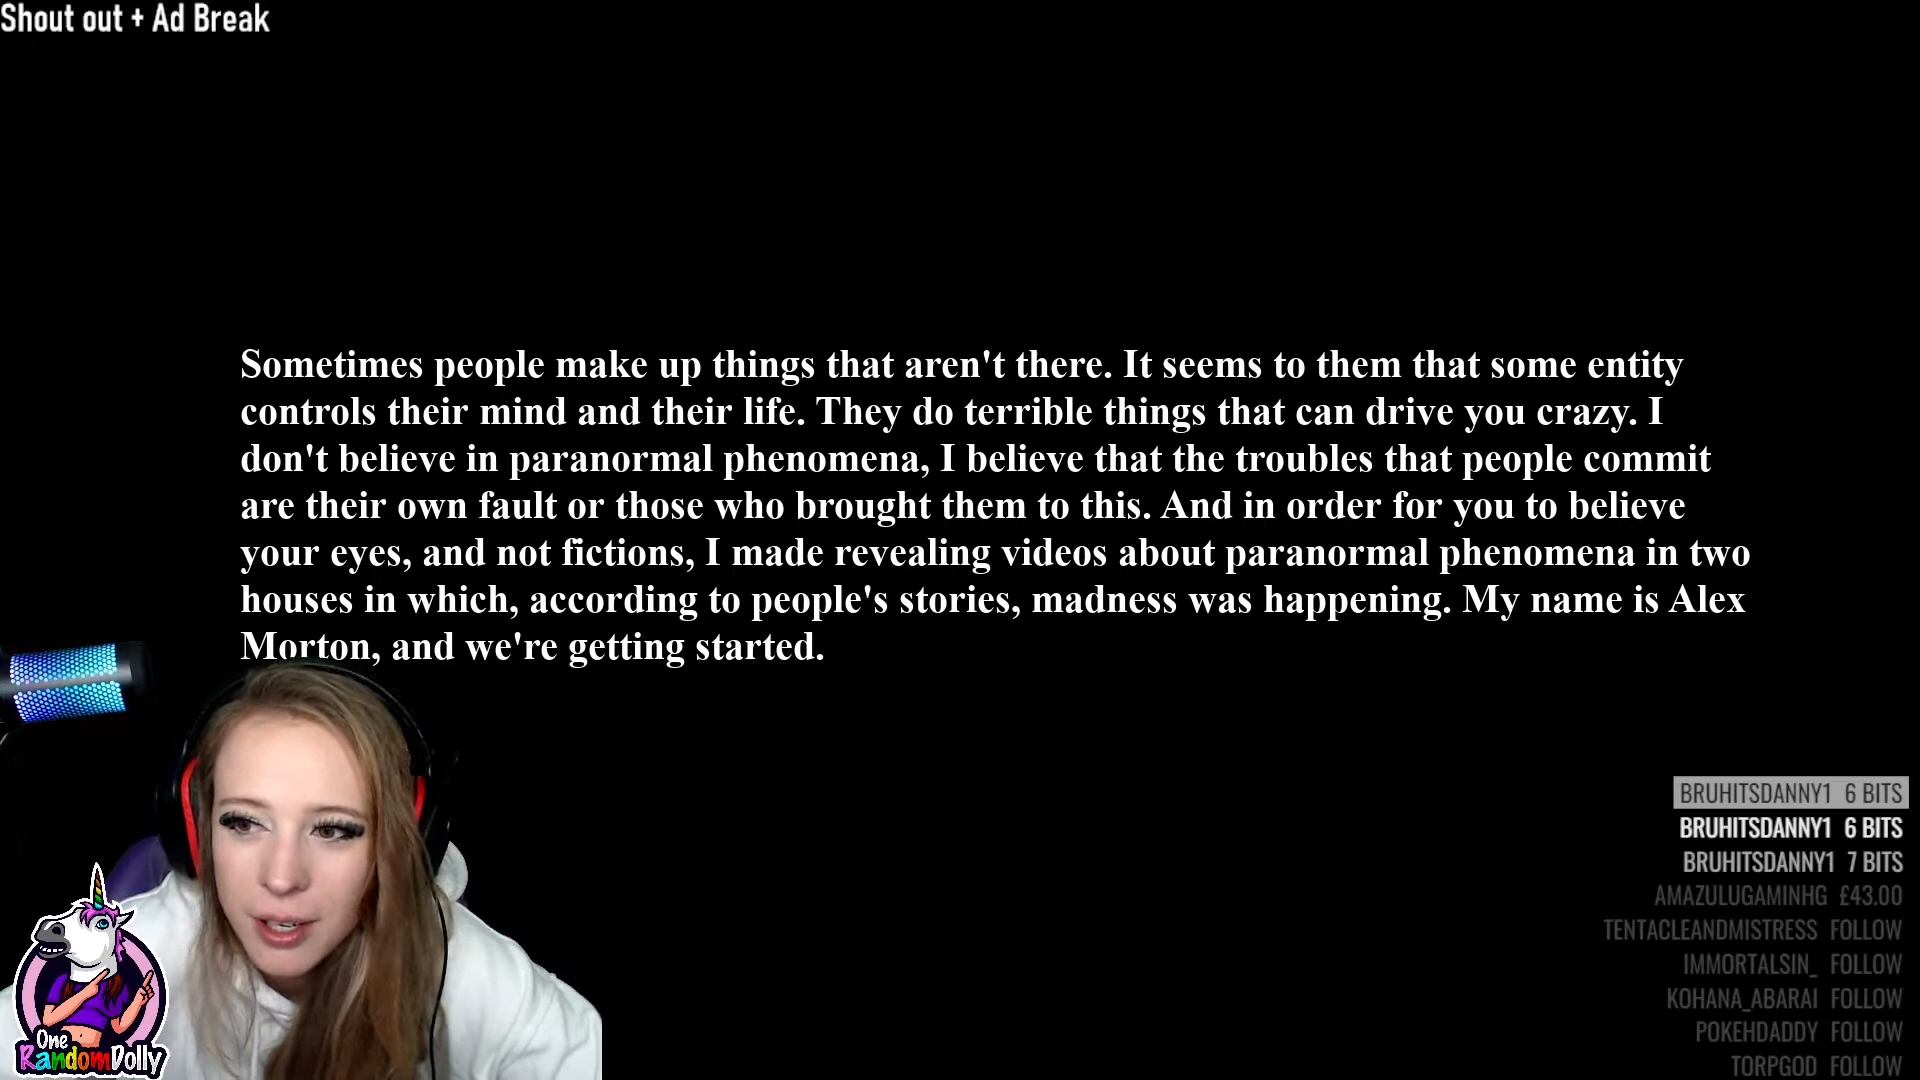 Shout out + Ad Break
Sometimes people make up things that aren't there. It seems to them that some entity
controls their mind and their life. They do terrible things that can drive you crazy. I
don't believe in paranormal phenomena, I believe that the troubles that people commit
are their own fault or those who brought them to this. And in order for you to believe
your eyes, and not fictions, I made revealing videos about paranormal phenomena in two
houses in which, according to people's stories, madness was happening. My name is Alex
Morton, and we're getting started.
BRUHITSDANNY1 6 BITS
BRUHITSDANNY1 6 BITS
BRUHITSDANNY1 7 BITS
AMAZULUGAMINHG £43.00
TENTACLEANDMISTRESS FOLLOW
IMMORTALSIN_ FOLLOW
KOHANA_ABARAI FOLLOW
POKEHDADDY FOLLOW
TORPGOD FOLLOW
One
RandomDolly